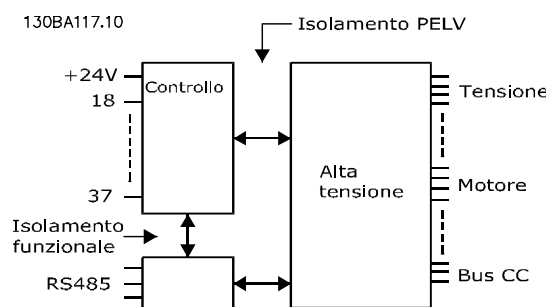 130BA117.10
Isolamento PELV
+24V
Controllo
18
Tensione
Alta
tensione
37
Motore
Isolamento
funzionale
RS485
Bus CC